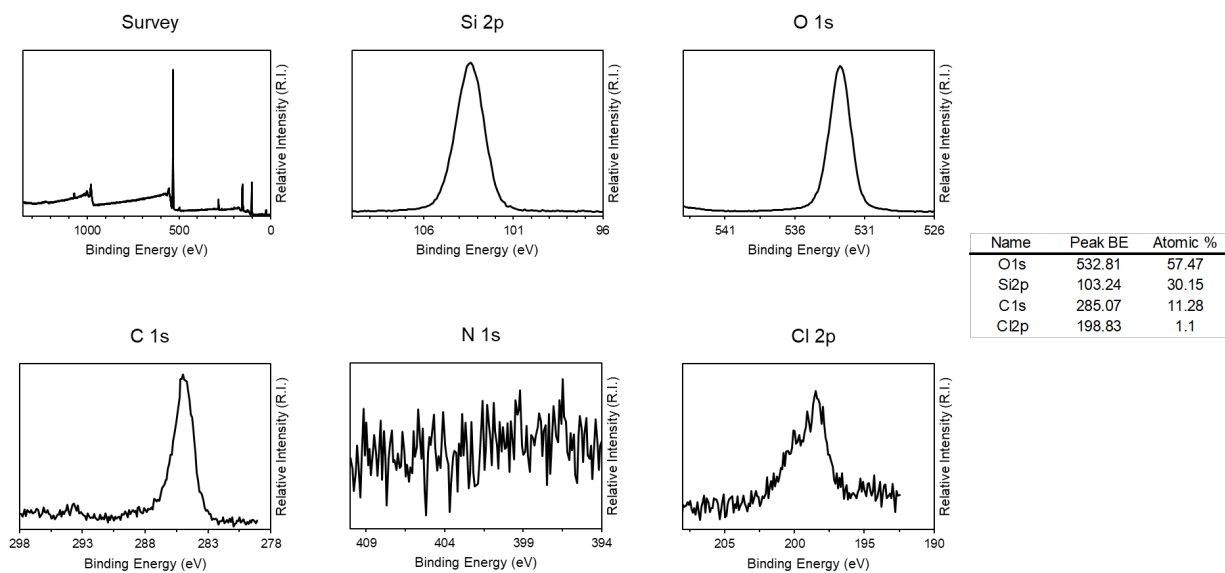 Survey
Relative Intensity (R.I.)
1000 500 0
Binding Energy (eV)
Si 2p
Relative Intensity (R.I.)
106 101 96
Binding Energy (eV)
O 1s
Relative Intensity (R.I.)
541 536 531 526
Binding Energy (eV)
Name Peak BE Atomic %
O1s 532.81 57.47
Si2p 103.24 30.15
C1s 285.07 11.28
Cl2p 198.83 1.1
C 1s
Relative Intensity (R.I.)
298 293 288 283 278
Binding Energy (eV)
N 1s
Relative Intensity (R.I.)
409 404 399 394
Binding Energy (eV)
Cl 2p
Relative Intensity (R.I.)
205 200 195 190
Binding Energy (eV)